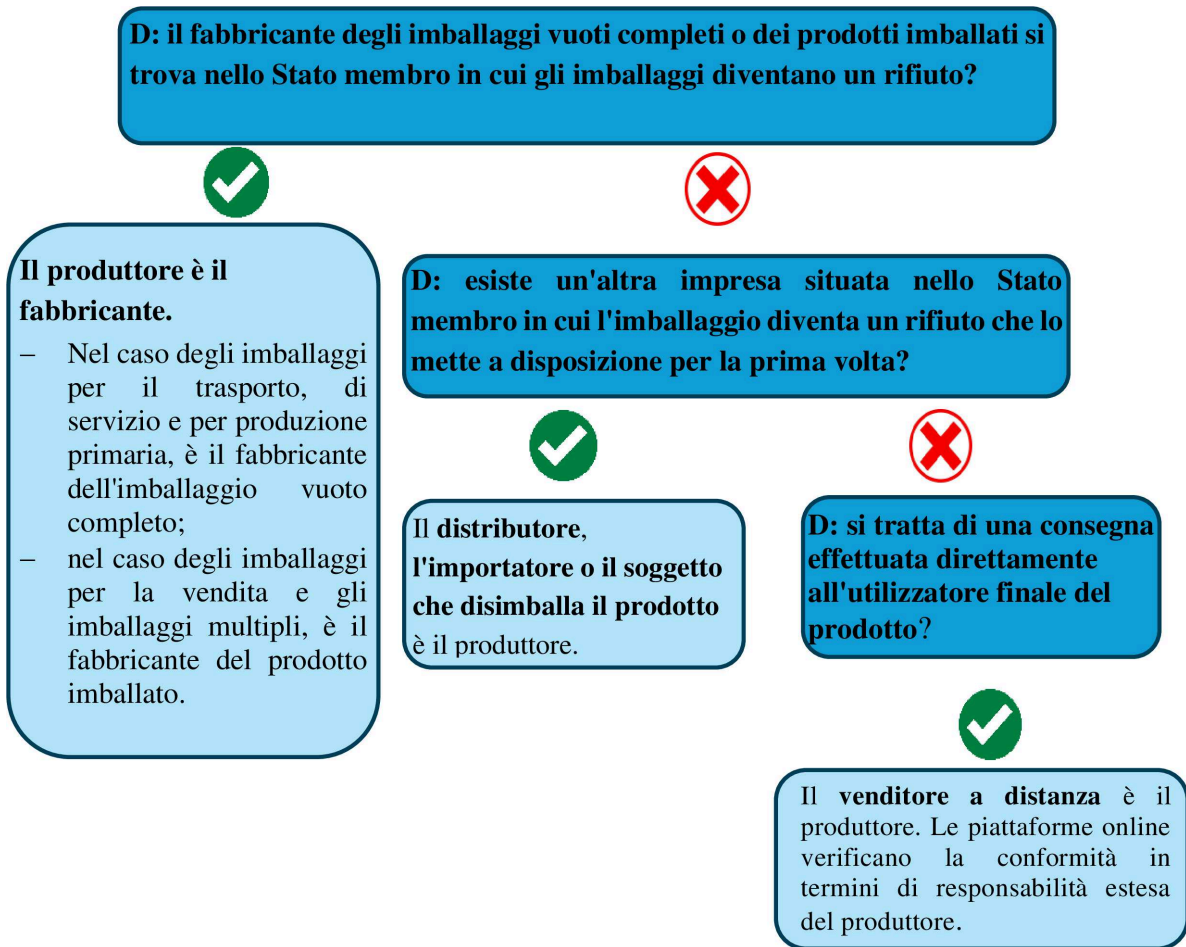 D: il fabbricante degli imballaggi vuoti completi o dei prodotti imballati si
trova nello Stato membro in cui gli imballaggi diventano un rifiuto?
Il produttore è il
fabbricante.
– Nel caso degli imballaggi
per il trasporto, di
servizio e per produzione
primaria, è il fabbricante
dell'imballaggio vuoto
completo;
– nel caso degli imballaggi
per la vendita e gli
imballaggi multipli, è il
fabbricante del prodotto
imballato.
D: esiste un'altra impresa situata nello Stato
membro in cui l'imballaggio diventa un rifiuto che lo
mette a disposizione per la prima volta?
Il distributore,
l'importatore o il soggetto
che disimballa il prodotto
è il produttore.
D: si tratta di una consegna
effettuata direttamente
all'utilizzatore finale del
prodotto?
Il venditore a distanza è il
produttore. Le piattaforme online
verificano la conformità in
termini di responsabilità estesa
del produttore.